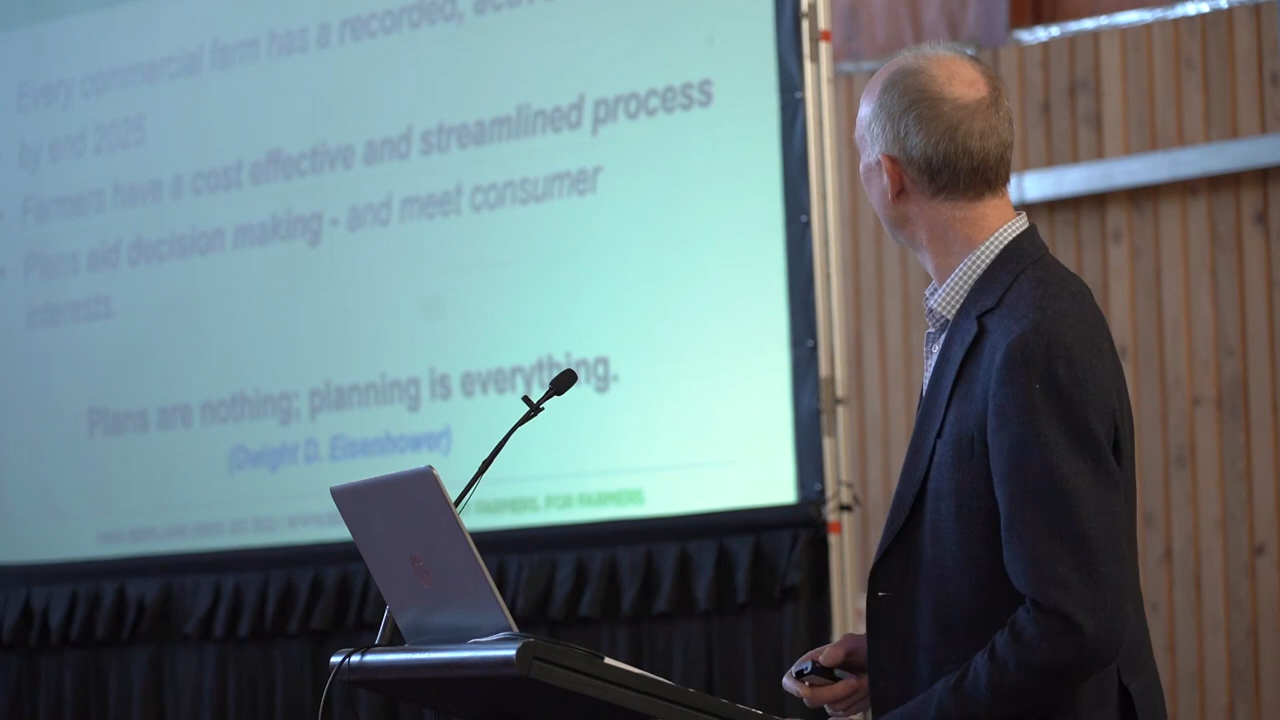 Every commercial farm has a recorded,
by end 2025
Farmers have a cost effective and streamlined process
Plans aid decision making - and meet consumer
interests.
Plans are nothing; planning is everything.
(Dwight D. Eisenhower)
FARMERS, FOR FARMERS